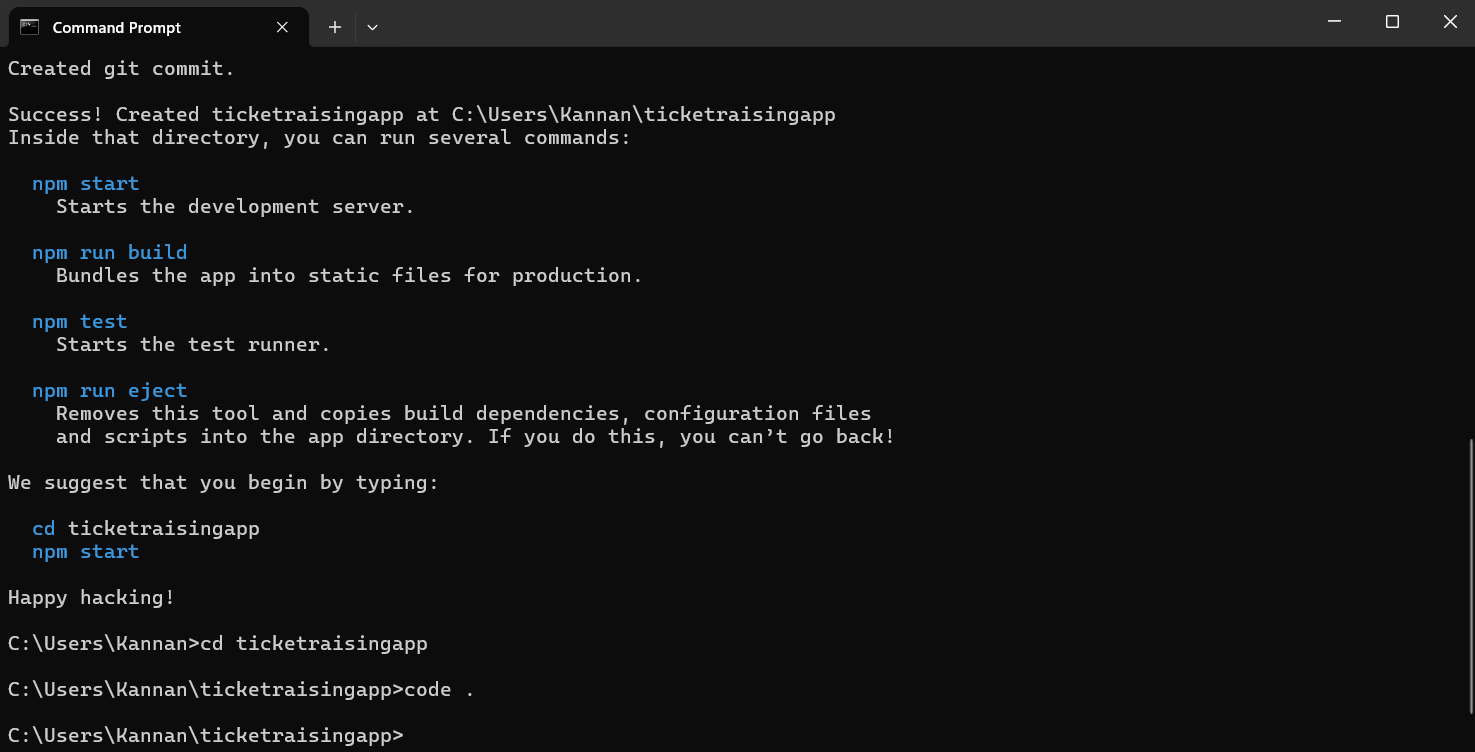 Command Prompt
Created git commit.
Success! Created ticketraisingapp at C:\Users\Kannan\ticketraisingapp
Inside that directory, you can run several commands:
npm start
Starts the development server.
npm run build
Bundles the app into static files for production.
npm test
Starts the test runner.
npm run eject
Removes this tool and copies build dependencies, configuration files
and scripts into the app directory. If you do this, you can’t go back!
We suggest that you begin by typing:
cd ticketraisingapp
npm start
Happy hacking!
C:\Users\Kannan>cd ticketraisingapp
C:\Users\Kannan\ticketraisingapp>code .
C:\Users\Kannan\ticketraisingapp>